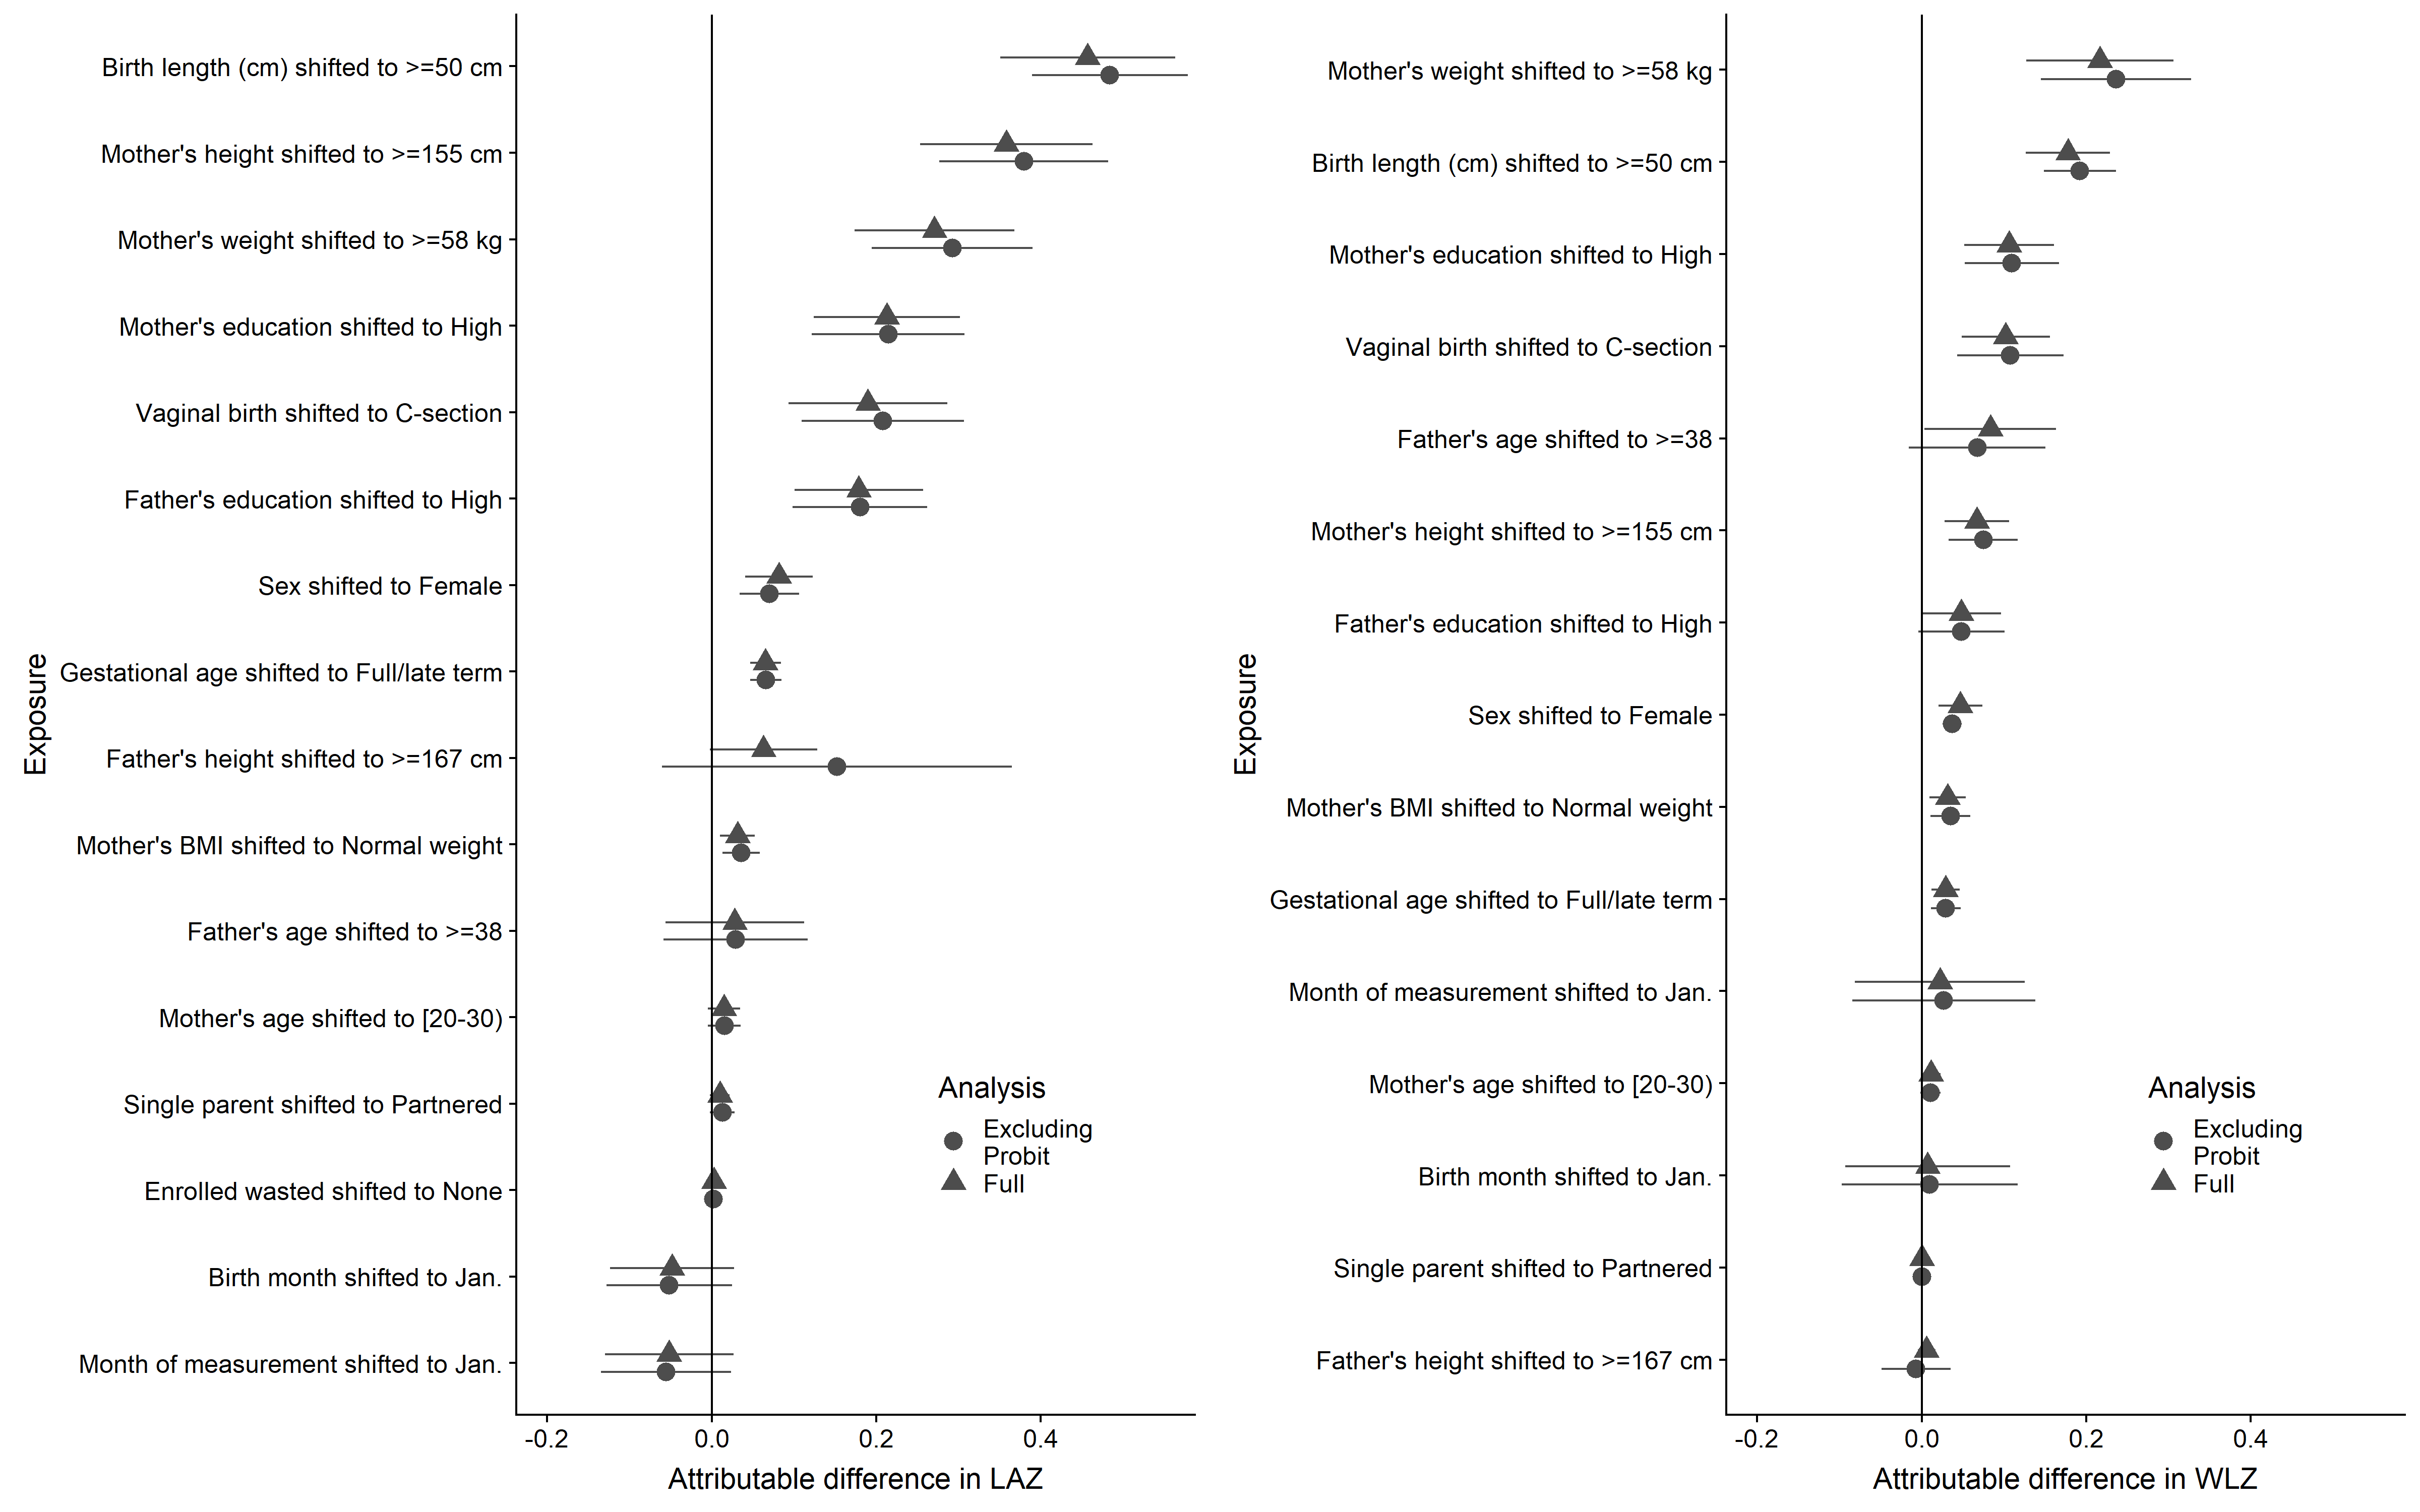 Exposure
Birth length (cm) shifted to >=50 cm
Mother's height shifted to >=155 cm
Mother's weight shifted to >=58 kg
Mother's education shifted to High
Vaginal birth shifted to C-section
Father's education shifted to High
Sex shifted to Female
Gestational age shifted to Full/late term
Father's height shifted to >=167 cm
Mother's BMI shifted to Normal weight
Father's age shifted to >=38
Mother's age shifted to [20-30)
Single parent shifted to Partnered
Enrolled wasted shifted to None
Birth month shifted to Jan.
Month of measurement shifted to Jan.
Analysis
Excluding
Probit
Full
-0.2 0.0 0.2 0.4
Attributable difference in LAZ
Exposure
Mother's weight shifted to >=58 kg
Birth length (cm) shifted to >=50 cm
Mother's education shifted to High
Vaginal birth shifted to C-section
Father's age shifted to >=38
Mother's height shifted to >=155 cm
Father's education shifted to High
Sex shifted to Female
Mother's BMI shifted to Normal weight
Gestational age shifted to Full/late term
Month of measurement shifted to Jan.
Mother's age shifted to [20-30)
Birth month shifted to Jan.
Single parent shifted to Partnered
Father's height shifted to >=167 cm
Analysis
Excluding
Probit
Full
-0.2 0.0 0.2 0.4
Attributable difference in WLZ